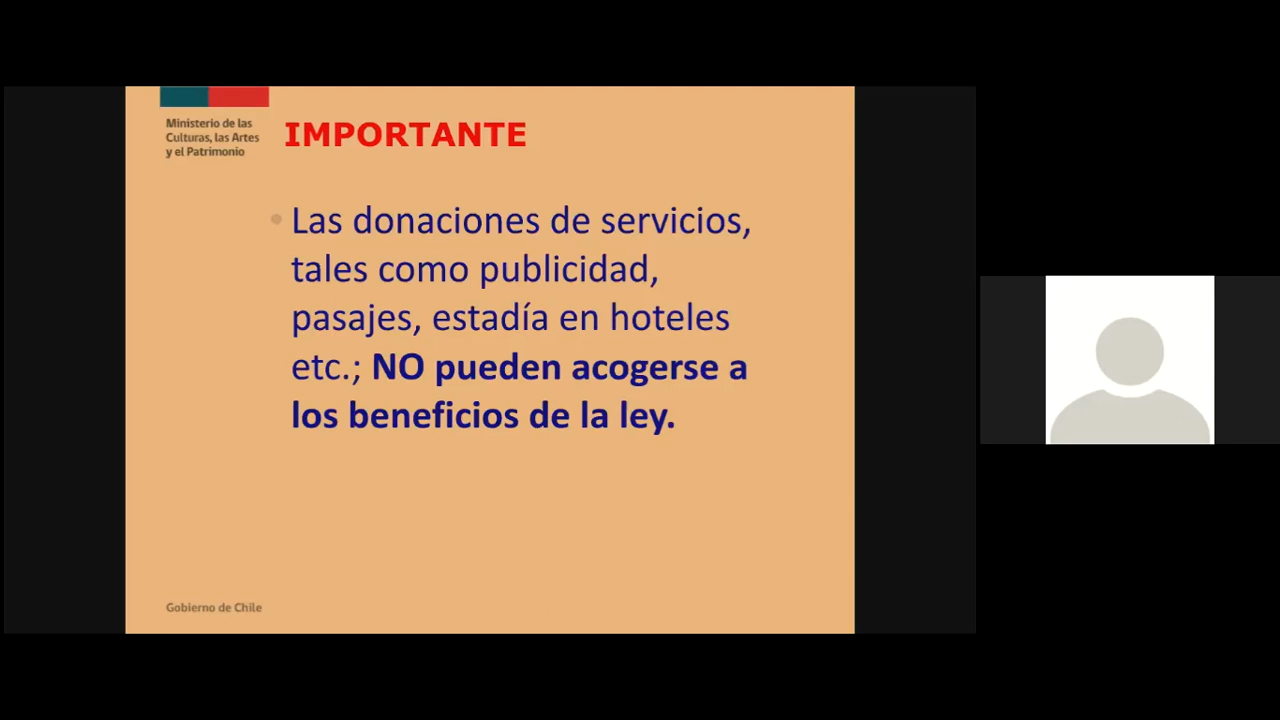 Ministerio de las
Culturas, las Artes
y el Patrimonio
IMPORTANTE
Las donaciones de servicios,
tales como publicidad,
pasajes, estadía en hoteles
etc.; NO pueden acogerse a
los beneficios de la ley.
Gobierno de Chile